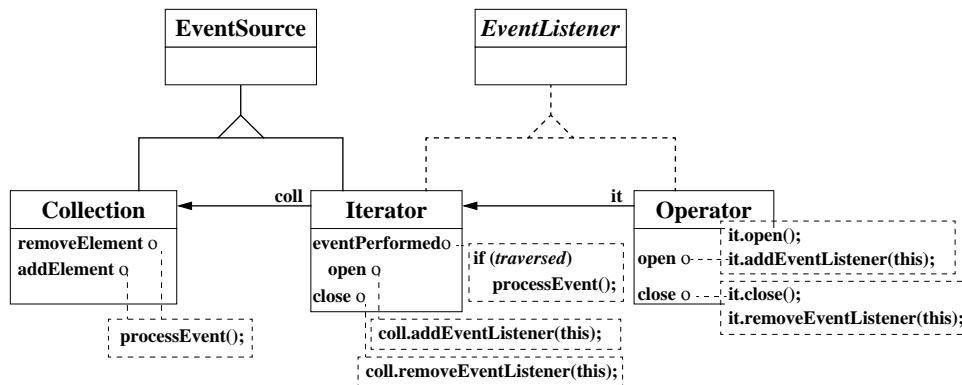 EventSource
EventListener
coll
it
Collection
removeElement
addElement
processEvent();
Iterator
eventPerformed
open
close
if (traversed)
processEvent();
coll.addEventListener(this);
coll.removeEventListener(this);
Operator
open
close
it.open();
it.addEventListener(this);
it.close();
it.removeEventListener(this);